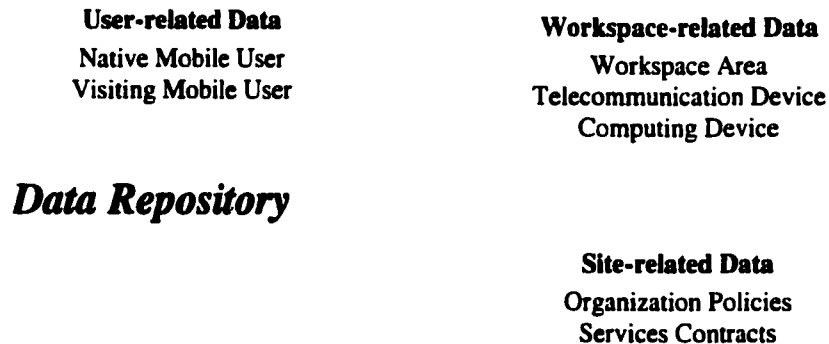 User-related Data
Native Mobile User
Visiting Mobile User
Workspace-related Data
Workspace Area
Telecommunication Device
Computing Device
Data Repository
Site-related Data
Organization Policies
Services Contracts